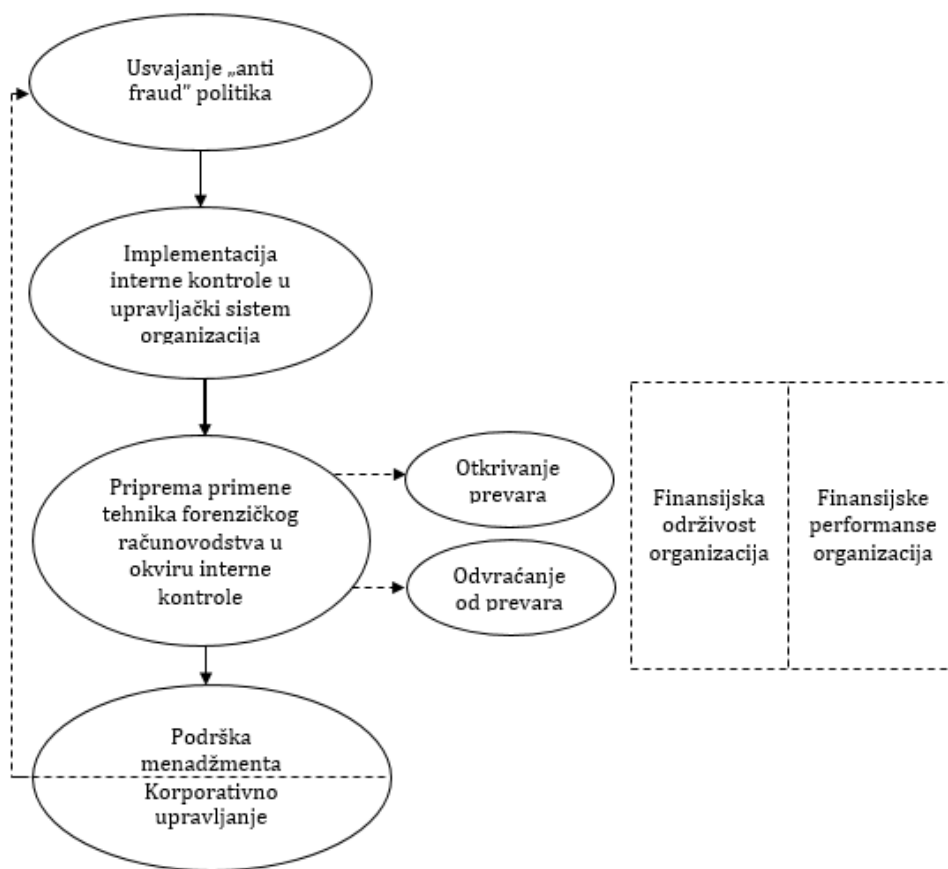 Usvajanje „anti
fraud” politika
Implementacija
interne kontrole u
upravljački sistem
organizacija
Priprema primene
tehnika forenzičkog
računovodstva u
okviru interne
kontrole
Otkrivanje
prevara
Odvraćanje
od prevara
Finansijska
održivost
organizacija
Finansijske
performanse
organizacija
Podrška
menadžmenta
Korporativno
upravljanje